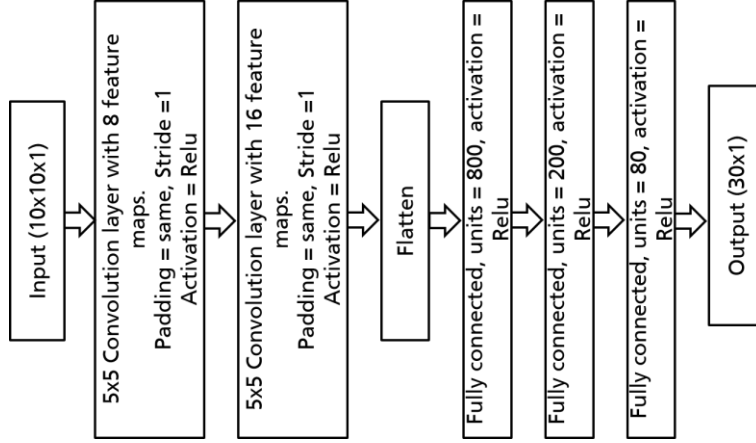 Input (10x10x1)
5x5 Convolution layer with 8 feature
maps.
Padding = same, Stride =1
Activation = Relu
5x5 Convolution layer with 16 feature
maps.
Padding = same, Stride =1
Activation = Relu
Flatten
Fully connected, units = 800, activation =
Relu
Fully connected, units = 200, activation =
Relu
Fully connected, units = 80, activation =
Relu
Output (30x1)